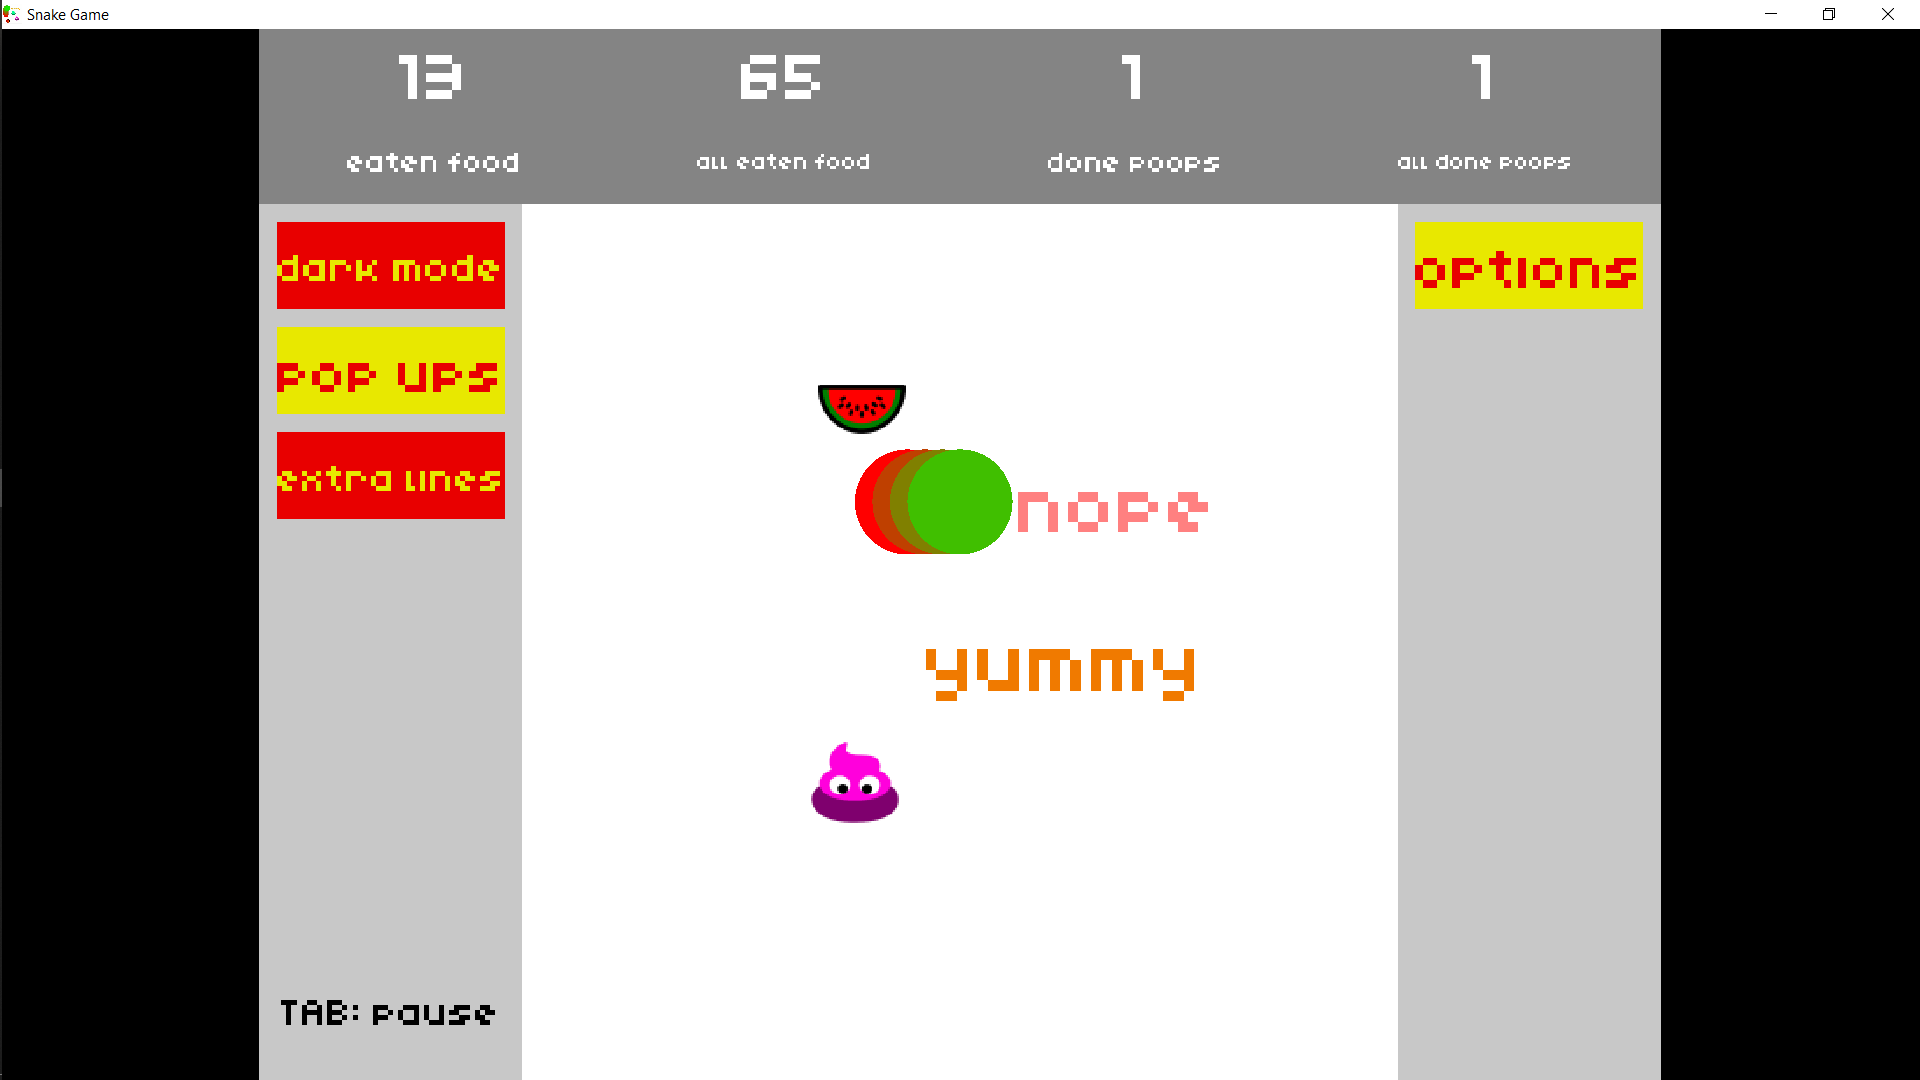 Snake Game
13 65 1 1
eaten food all eaten food done poops all done poops
dark mode
options
pop ups
extra lines
nope
yummy
TAB: pause